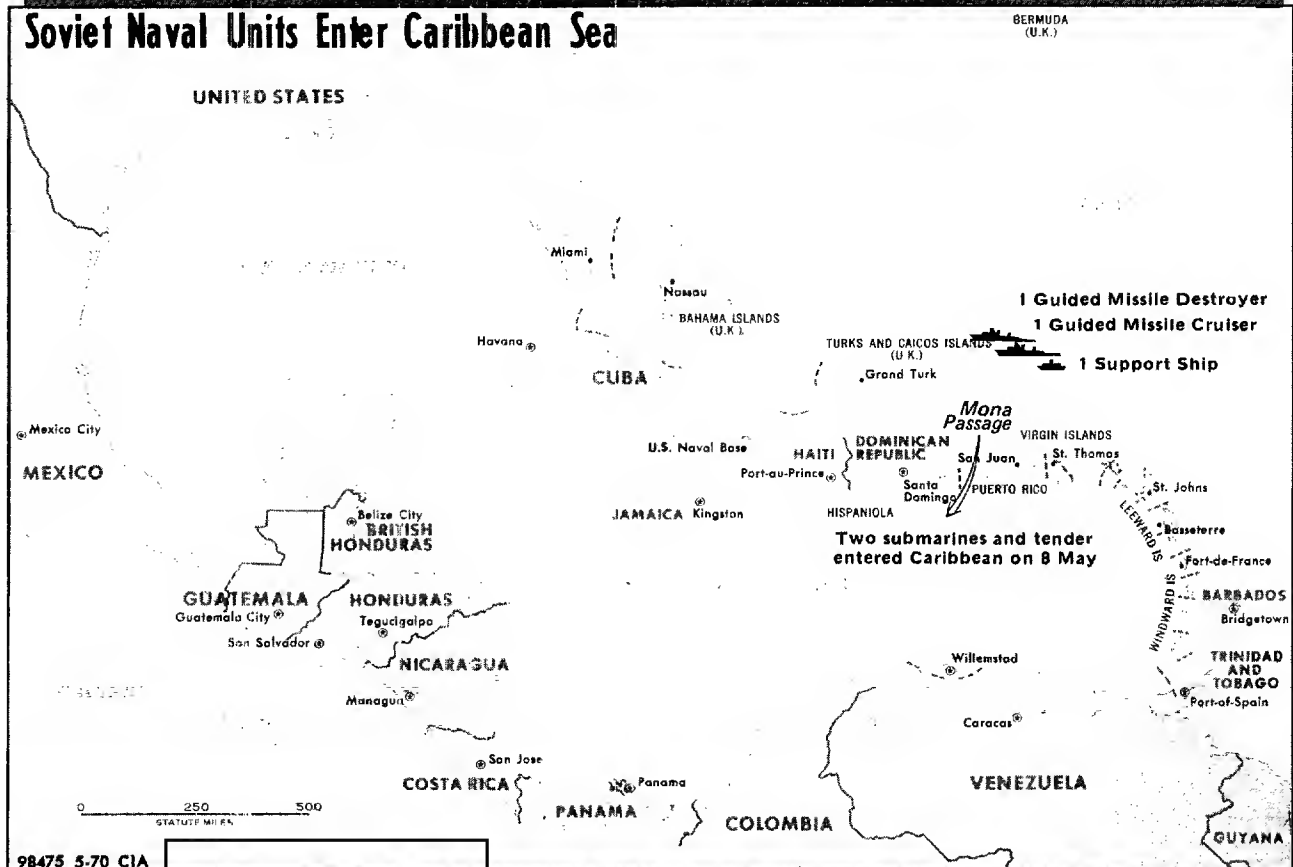 Soviet Naval Units Enter Caribbean Sea
BERMUDA
(U.K.)
UNITED STATES
Miami
Nassau
BAHAMA ISLANDS
(U.K.)
1 Guided Missile Destroyer
1 Guided Missile Cruiser
1 Support Ship
TURKS AND CAICOS ISLANDS
(U.K.)
Grand Turk
Havana
CUBA
Mexico City
MEXICO
U.S. Naval Base
HAITI
Port-au-Prince
DOMINICAN
REPUBLIC
Santa
Domingo
HISPANIOLA
Mona
Passage
San Juan
PUERTO RICO
VIRGIN ISLANDS
St. Thomas
St. Johns
LEEWARD IS
Basseterre
Fort-de-France
WINDWARD IS
BARBADOS
Bridgetown
TRINIDAD
AND
TOBAGO
Port-of-Spain
JAMAICA
Kingston
Two submarines and tender
entered Caribbean on 8 May
Belize City
BRITISH
HONDURAS
GUATEMALA
Guatemala City
HONDURAS
Tegucigalpa
San Salvador
NICARAGUA
Managua
Willemstad
Caracas
San Jose
COSTA RICA
Panama
PANAMA
COLOMBIA
VENEZUELA
GUYANA
0 250 500
STATUTE MILES
98475 5-70 CIA